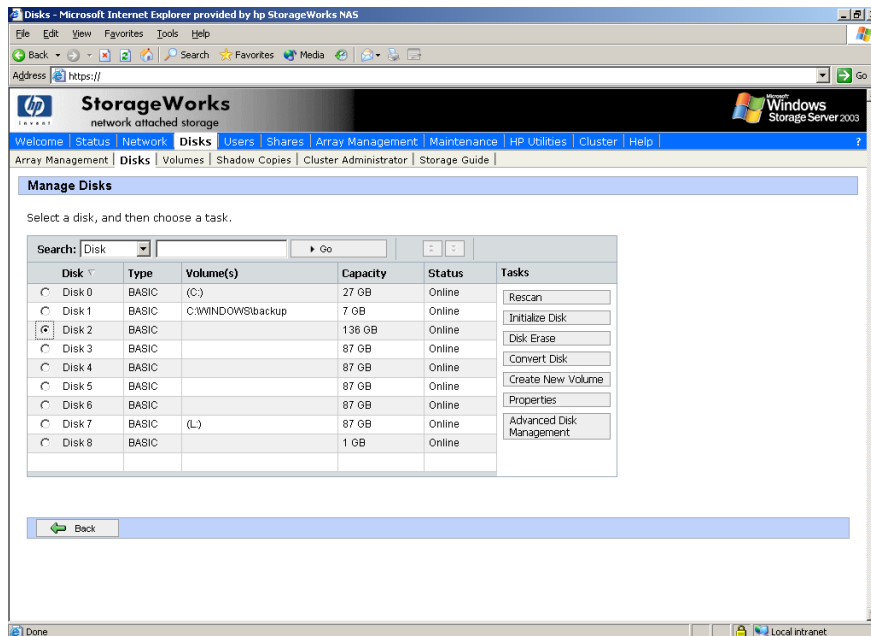 Disks - Microsoft Internet Explorer provided by hp StorageWorks NAS
File Edit View Favorites Tools Help
Back Search Favorites Media
Address https:// Go
hp invent StorageWorks
network attached storage
Microsoft Windows Storage Server 2003
Welcome | Status | Network | Disks | Users | Shares | Array Management | Maintenance | HP Utilities | Cluster | Help | ?
Array Management | Disks | Volumes | Shadow Copies | Cluster Administrator | Storage Guide |
Manage Disks
Select a disk, and then choose a task.
Search: Disk Go
Disk Type Volume(s) Capacity Status Tasks
Disk 0 BASIC (C:) 27 GB Online
Disk 1 BASIC C:\WINDOWS\backup 7 GB Online
Disk 2 BASIC 136 GB Online
Disk 3 BASIC 87 GB Online
Disk 4 BASIC 87 GB Online
Disk 5 BASIC 87 GB Online
Disk 6 BASIC 87 GB Online
Disk 7 BASIC (L:) 87 GB Online
Disk 8 BASIC 1 GB Online
Rescan
Initialize Disk
Disk Erase
Convert Disk
Create New Volume
Properties
Advanced Disk
Management
Back
Done Local intranet